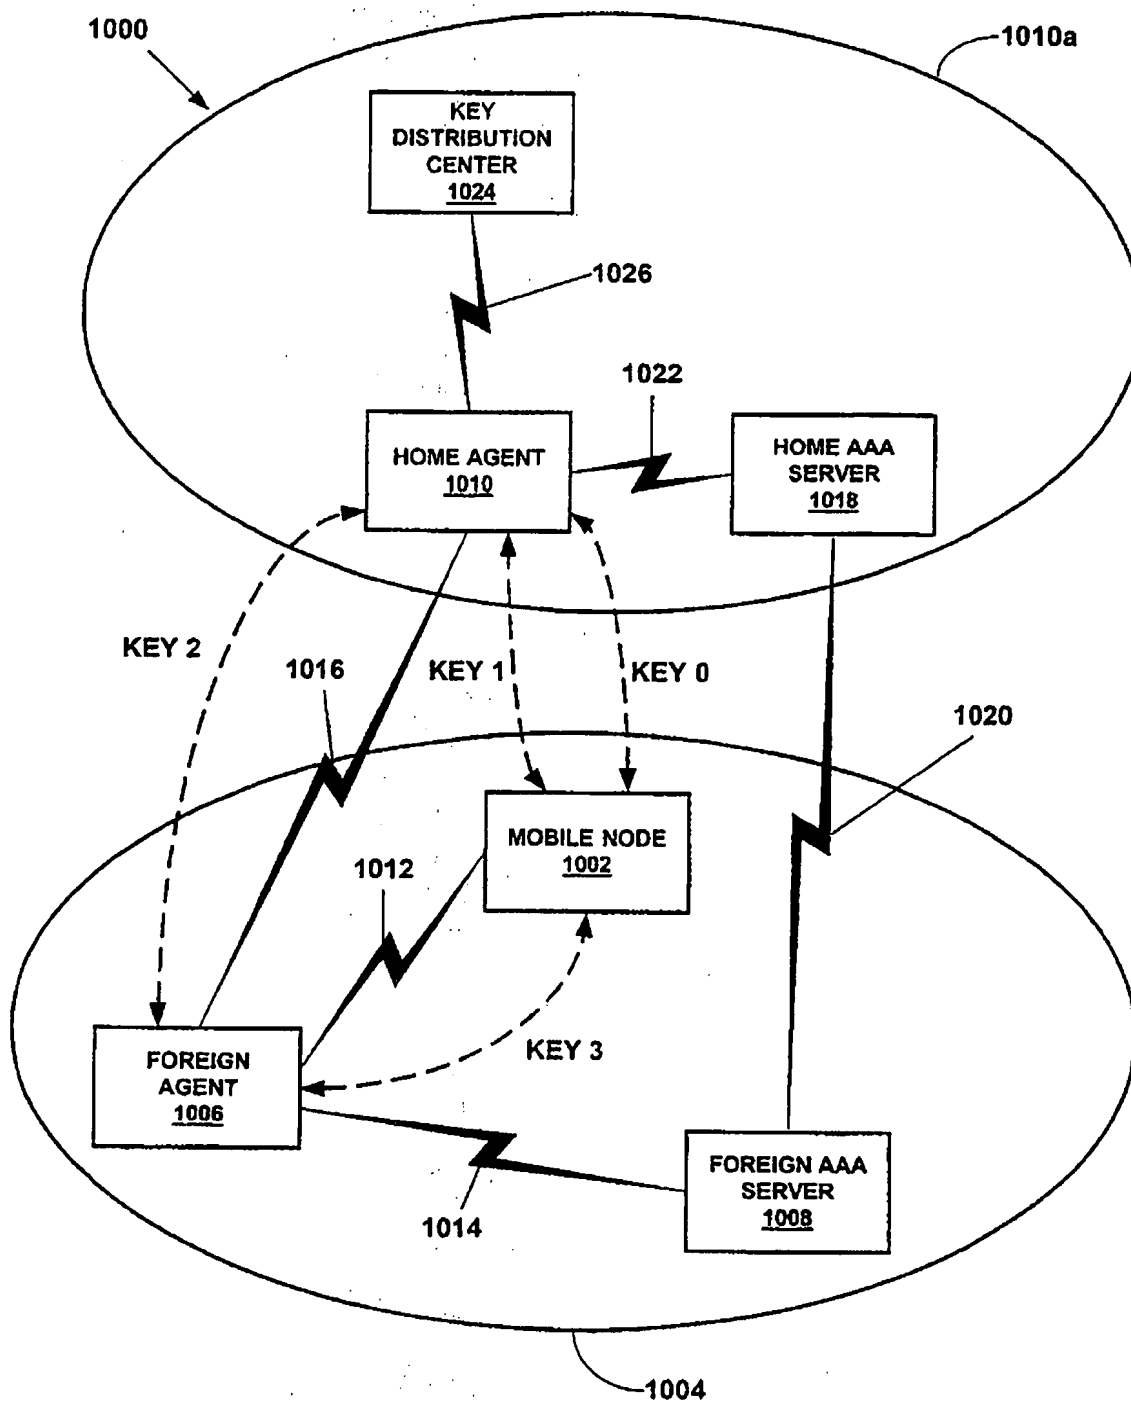 1000
1010a
KEY
DISTRIBUTION
CENTER
1024
1026
1022
HOME AGENT
1010
HOME AAA
SERVER
1018
KEY 2
1016
KEY 1
KEY 0
1020
MOBILE NODE
1002
1012
KEY 3
FOREIGN
AGENT
1006
FOREIGN AAA
SERVER
1008
1014
1004